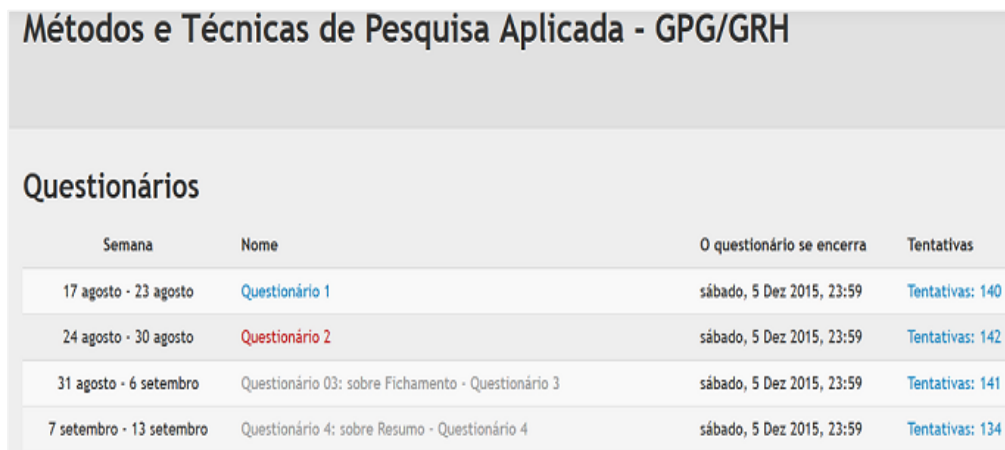 Métodos e Técnicas de Pesquisa Aplicada - GPG/GRH
Questionários
Semana Nome O questionário se encerra Tentativas
17 agosto - 23 agosto Questionário 1 sábado, 5 Dez 2015, 23:59 Tentativas: 140
24 agosto - 30 agosto Questionário 2 sábado, 5 Dez 2015, 23:59 Tentativas: 142
31 agosto - 6 setembro Questionário 03: sobre Fichamento - Questionário 3 sábado, 5 Dez 2015, 23:59 Tentativas: 141
7 setembro - 13 setembro Questionário 4: sobre Resumo - Questionário 4 sábado, 5 Dez 2015, 23:59 Tentativas: 134